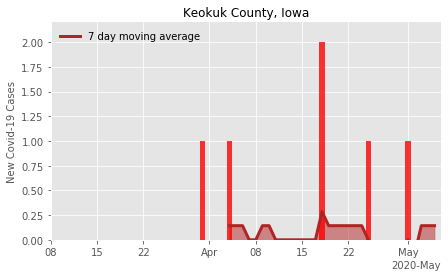 Keokuk County, Iowa
7 day moving average
New Covid-19 Cases
2.00
1.75
1.50
1.25
1.00
0.75
0.50
0.25
0.00
08 15 22 Apr 08 15 22 May
2020-May